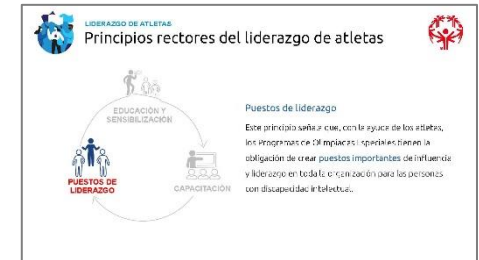 LIDERAZGO DE ATLETAS
Principios rectores del liderazgo de atletas
EDUCACIÓN Y
SENSIBILIZACIÓN
PUESTOS DE
LIDERAZGO
CAPACITACIÓN
Puestos de liderazgo
Este principio señala que, con la ayuda de los atletas,
los Programas de Olimpiadas Especiales tienen la
obligación de crear puestos importantes de influencia
y liderazgo en toda la organización para las personas
con discapacidad intelectual.